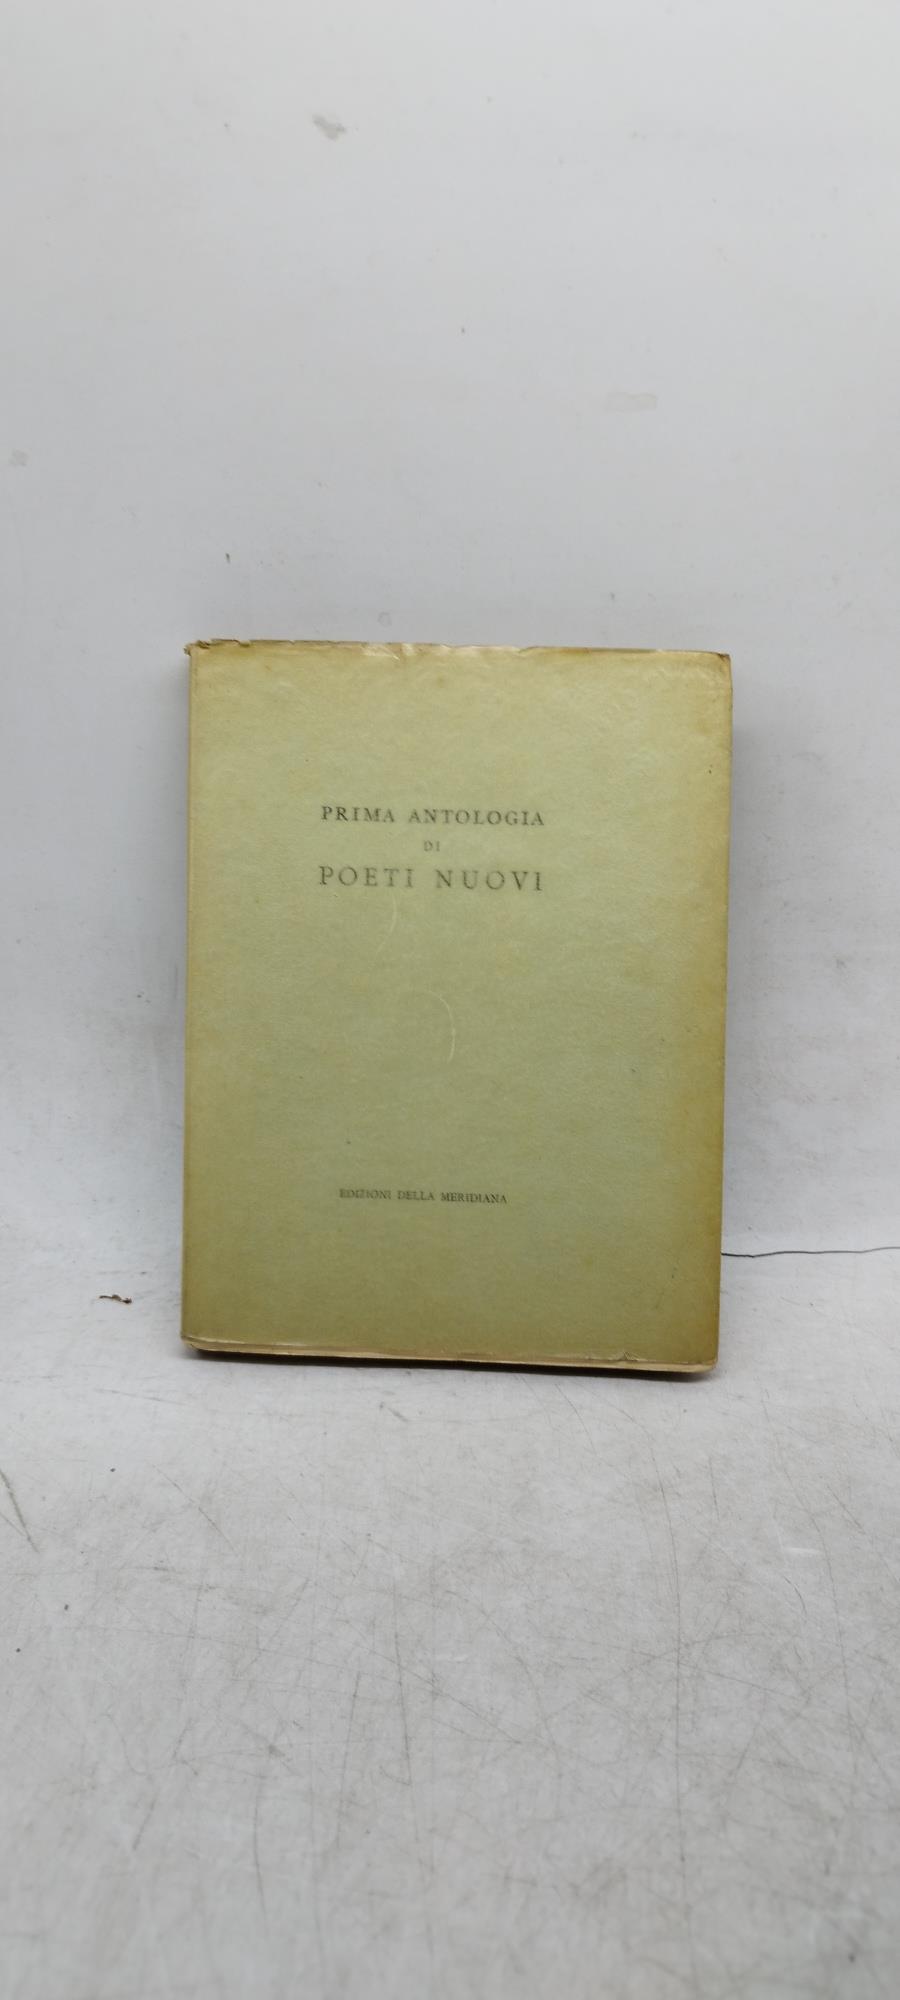 PRIMA ANTOLOGIA
DI
POETI NUOVI
EDIZIONI DELLA MERIDIANA